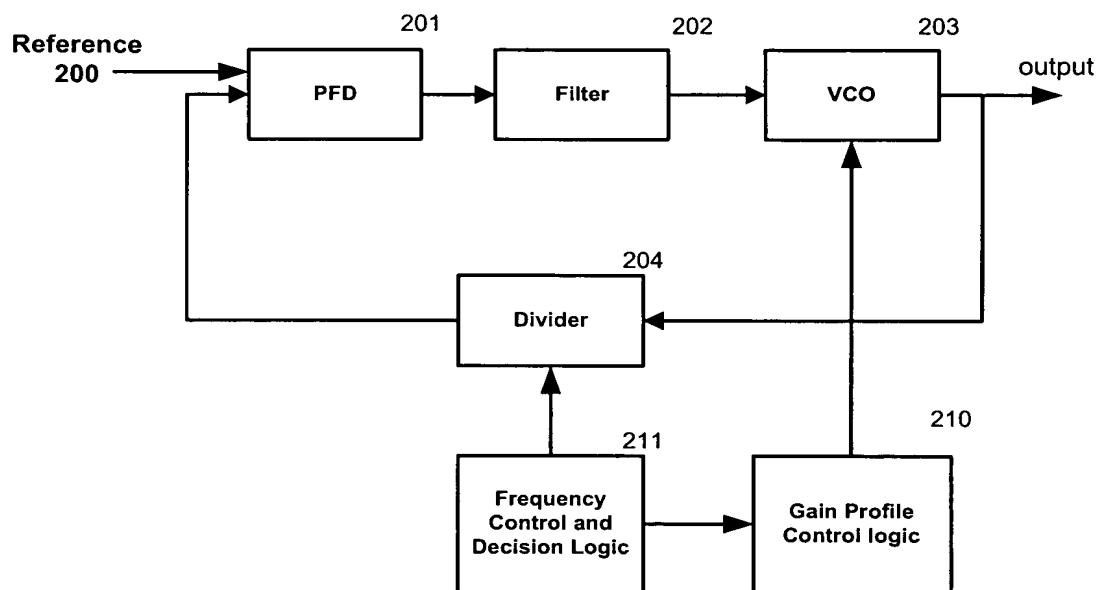 201
202
203
Reference
200
PFD
Filter
VCO
output
204
Divider
211
210
Frequency
Control and
Decision Logic
Gain Profile
Control logic